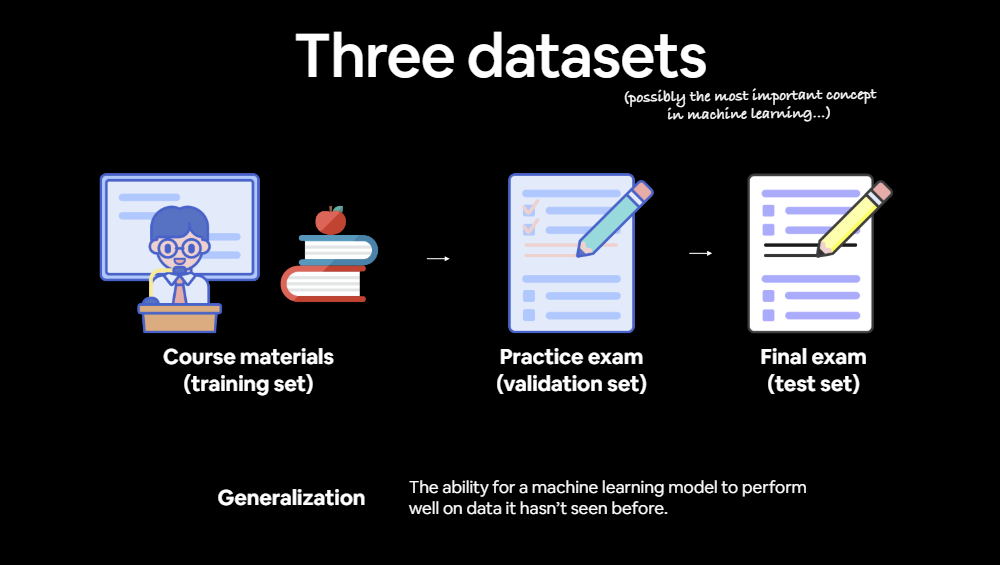 Three datasets
(possibly the most important concept
in machine learning...)
Course materials
(training set)
Practice exam
(validation set)
Final exam
(test set)
Generalization
The ability for a machine learning model to perform
well on data it hasn’t seen before.